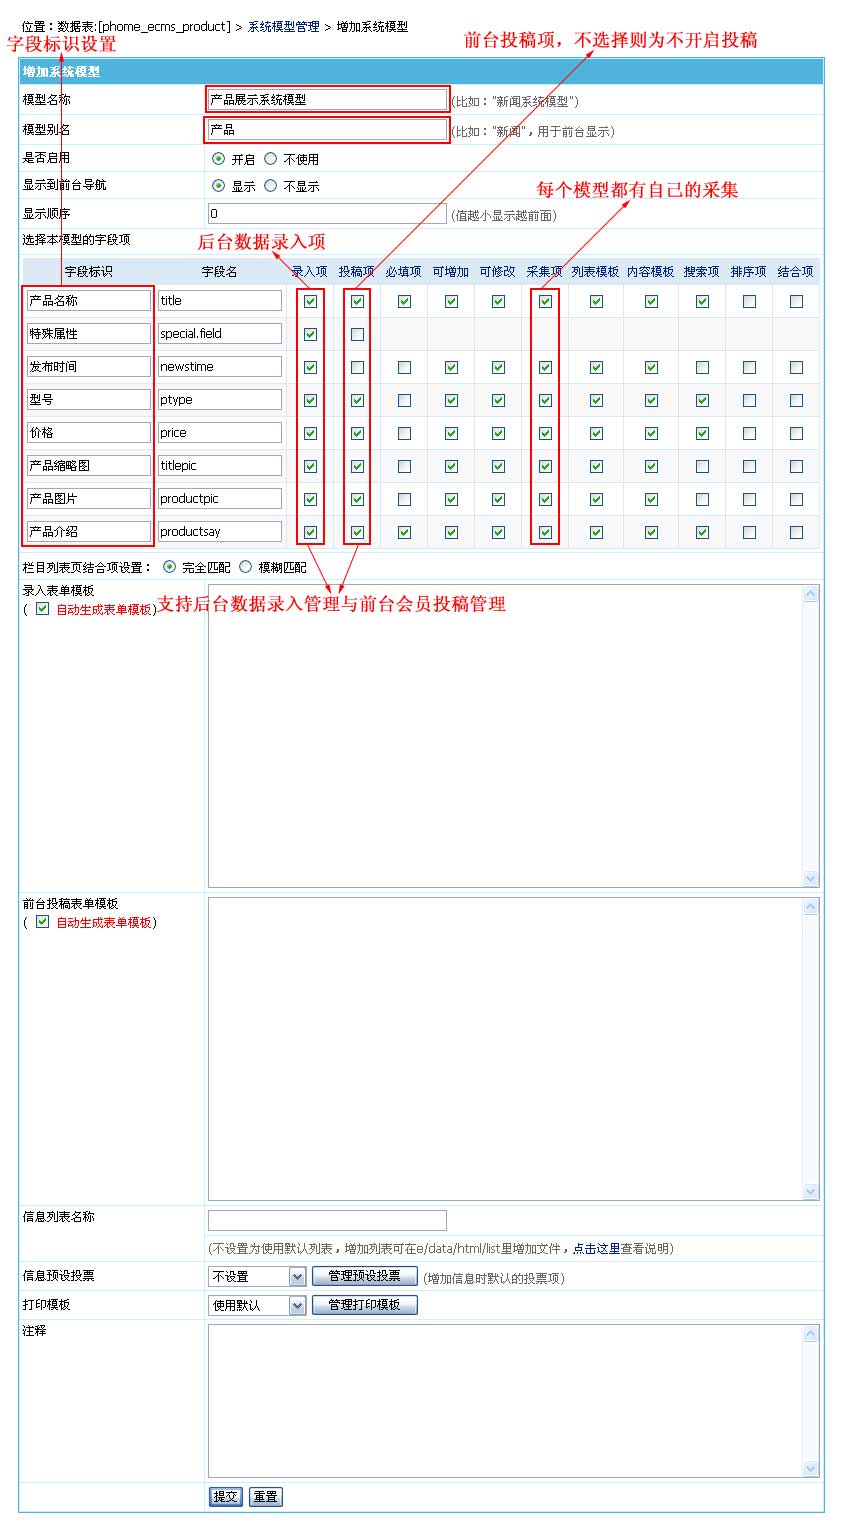 位置：数据表:[phome_ecms_product] > 系统模型管理 > 增加系统模型
字段标识设置
前台投稿项，不选择则为不开启投稿
增加系统模型
模型名称 产品展示系统模型 (比如："新闻系统模型")
模型别名 产品 (比如："新闻"，用于前台显示)
是否启用 开启 不使用
显示到前台导航 显示 不显示
每个模型都有自己的采集
显示顺序 0 (值越小显示越前面)
选择本模型的字段项
后台数据录入项
字段标识 字段名 录入项 投稿项 必填项 可增加 可修改 采集项 列表模板 内容模板 搜索项 排序项 结合项
产品名称 title
特殊属性 special.field
发布时间 newstime
型号 ptype
价格 price
产品缩略图 titlepic
产品图片 productpic
产品介绍 productsay
栏目列表页结合项设置： 完全匹配 模糊匹配
录入表单模板
( 自动生成表单模板)
支持后台数据录入管理与前台会员投稿管理
前台投稿表单模板
( 自动生成表单模板)
信息列表名称
(不设置为使用默认列表，增加列表可在e/data/html/list里增加文件，点击这里查看说明)
信息预设投票 不设置 管理预设投票 (增加信息时默认的投票项)
打印模板 使用默认 管理打印模板
注释
提交 重置